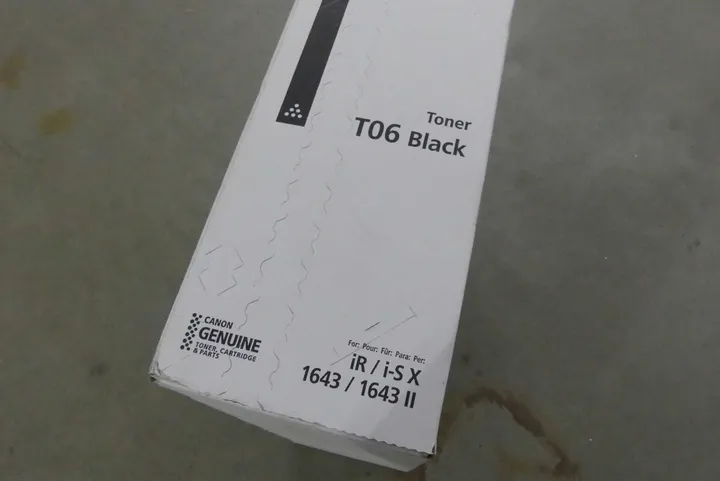 Toner
T06 Black
CANON
GENUINE
TONER, CARTRIDGE
& PARTS
For: Pour: Für: Para: Per:
iR / i-S X
1643 / 1643 II